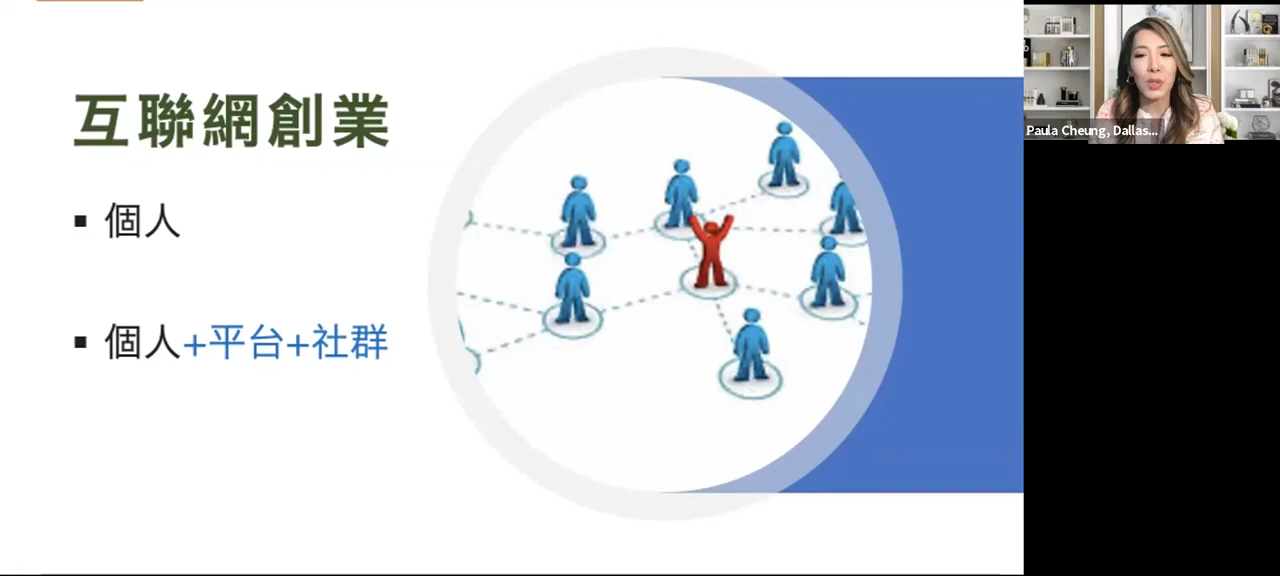 互聯網創業
▪ 個人
▪ 個人+平台+社群
Paula Cheung, Dallas...